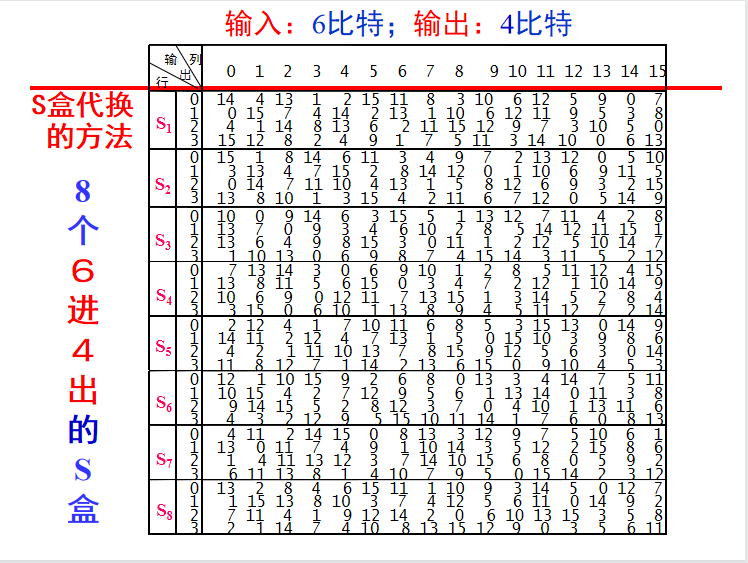 输入：6比特；输出：4比特
S盒代换
的方法
8
个
6
进
4
出
的
S
盒
输 列
出
行
0 1 2 3 4 5 6 7 8 9 10 11 12 13 14 15
S1
0 14 4 13 1 2 15 11 8 3 10 6 12 5 9 0 7
1 0 15 7 4 14 2 13 1 10 6 12 11 9 5 3 8
2 4 1 14 8 13 6 2 11 15 12 9 7 3 10 5 0
3 15 12 8 2 4 9 1 7 5 11 3 14 10 0 6 13
S2
0 15 1 8 14 6 11 3 4 9 7 2 13 12 0 5 10
1 3 13 4 7 15 2 8 14 12 0 1 10 6 9 11 5
2 0 14 7 11 10 4 13 1 5 8 12 6 9 3 2 15
3 13 8 10 1 3 15 4 2 11 6 7 12 0 5 14 9
S3
0 10 0 9 14 6 3 15 5 1 13 12 7 11 4 2 8
1 13 7 0 9 3 4 6 10 2 8 5 14 12 11 15 1
2 13 6 4 9 8 15 3 0 11 1 2 12 5 10 14 7
3 1 10 13 0 6 9 8 7 4 15 14 3 11 5 2 12
S4
0 7 13 14 3 0 6 9 10 1 2 8 5 11 12 4 15
1 13 8 11 5 6 15 0 3 4 7 2 12 1 10 14 9
2 10 6 9 0 12 11 7 13 15 1 3 14 5 2 8 4
3 3 15 0 6 10 1 13 8 9 4 5 11 12 7 2 14
S5
0 2 12 4 1 7 10 11 6 8 5 3 15 13 0 14 9
1 14 11 2 12 4 7 13 1 5 0 15 10 3 9 8 6
2 4 2 1 11 10 13 7 8 15 9 12 5 6 3 0 14
3 11 8 12 7 1 14 2 13 6 15 0 9 10 4 5 3
S6
0 12 1 10 15 9 2 6 8 0 13 3 4 14 7 5 11
1 10 15 4 2 7 12 9 5 6 1 13 14 0 11 3 8
2 9 14 15 5 2 8 12 3 7 0 4 10 1 13 11 6
3 4 3 2 12 9 5 15 10 11 14 1 7 6 0 8 13
S7
0 4 11 2 14 15 0 8 13 3 12 9 7 5 10 6 1
1 13 0 11 7 4 9 1 10 14 3 5 12 2 15 8 6
2 1 4 11 13 12 3 7 14 10 15 6 8 0 5 9 2
3 6 11 13 8 1 4 10 7 9 5 0 15 14 2 3 12
S8
0 13 2 8 4 6 15 11 1 10 9 3 14 5 0 12 7
1 1 15 13 8 10 3 7 4 12 5 6 11 0 14 9 2
2 7 11 4 1 9 12 14 2 0 6 10 13 15 3 5 8
3 2 1 14 7 4 10 8 13 15 12 9 0 3 5 6 11